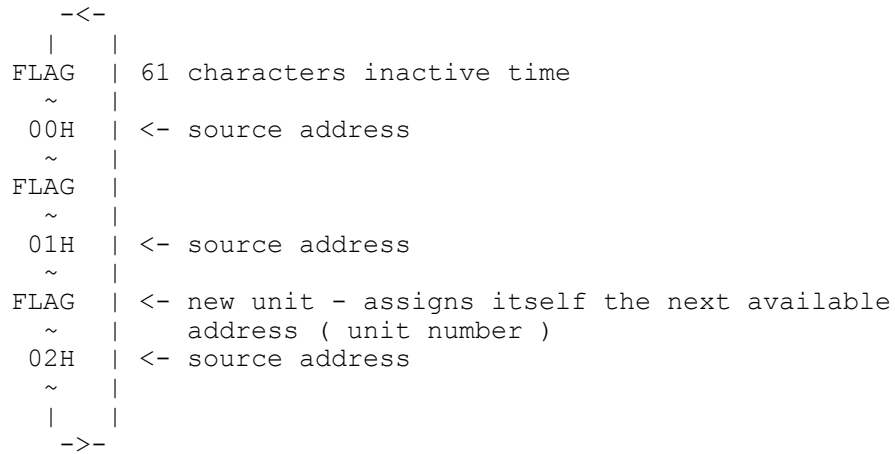 -<-
| |
FLAG | 61 characters inactive time
~ |
00H | <- source address
~ |
FLAG |
~ |
01H | <- source address
~ |
FLAG | <- new unit - assigns itself the next available
~ | address ( unit number )
02H | <- source address
~ |
| |
->-